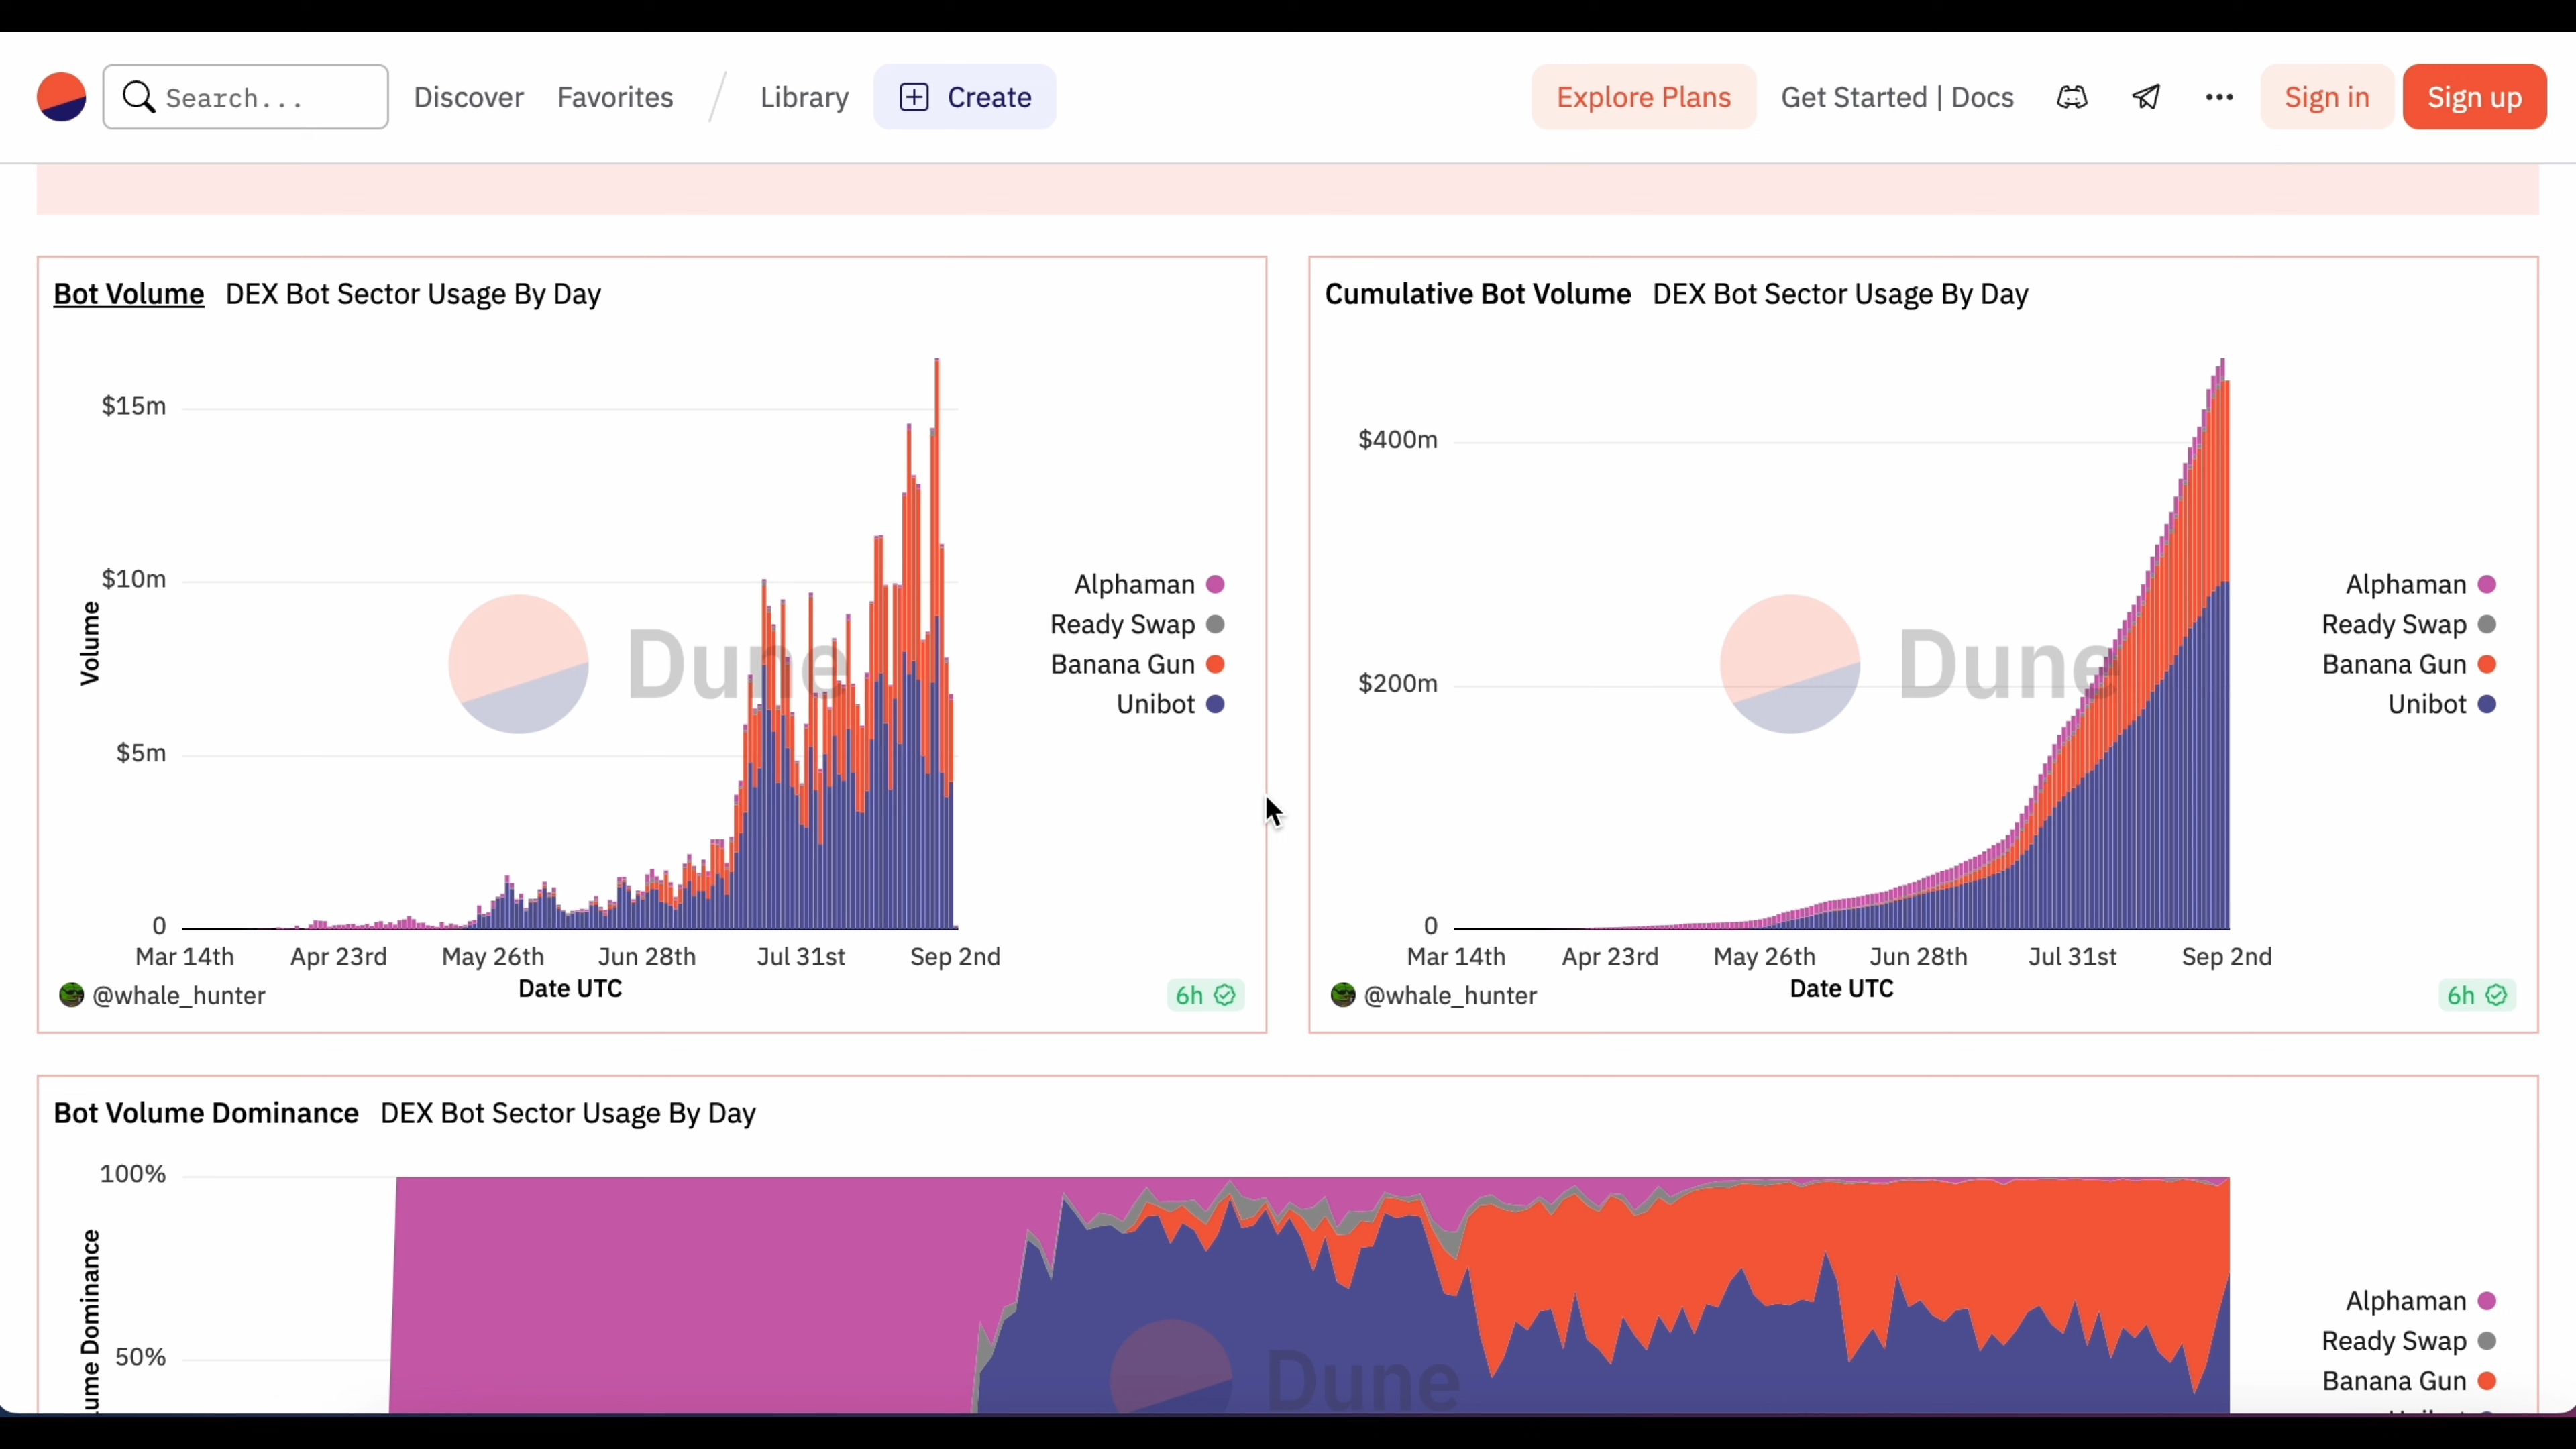 Search... Discover Favorites Library Create Explore Plans Get Started | Docs Sign in Sign up
Bot Volume DEX Bot Sector Usage By Day
$15m
$10m
$5m
0
Volume
Dune
Alphaman
Ready Swap
Banana Gun
Unibot
Mar 14th Apr 23rd May 26th Jun 28th Jul 31st Sep 2nd
Date UTC
@whale_hunter
6h
Cumulative Bot Volume DEX Bot Sector Usage By Day
$400m
$200m
0
Dune
Alphaman
Ready Swap
Banana Gun
Unibot
Mar 14th Apr 23rd May 26th Jun 28th Jul 31st Sep 2nd
Date UTC
@whale_hunter
6h
Bot Volume Dominance DEX Bot Sector Usage By Day
100%
50%
Dominance
Dune
Alphaman
Ready Swap
Banana Gun